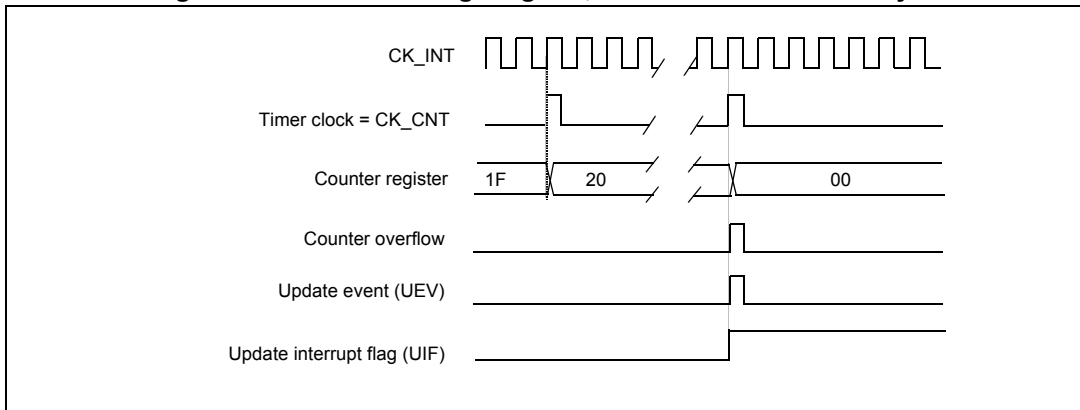 CK_INT
Timer clock = CK_CNT
Counter register 1F 20 00
Counter overflow
Update event (UEV)
Update interrupt flag (UIF)